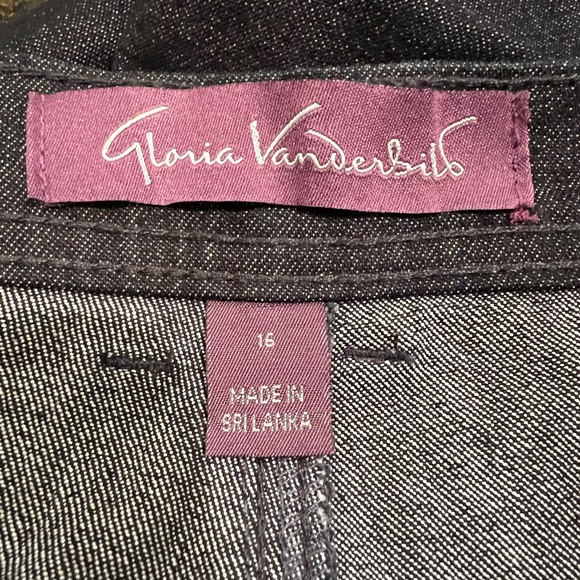 Gloria Vanderbilt
16
MADE IN
SRI LANKA